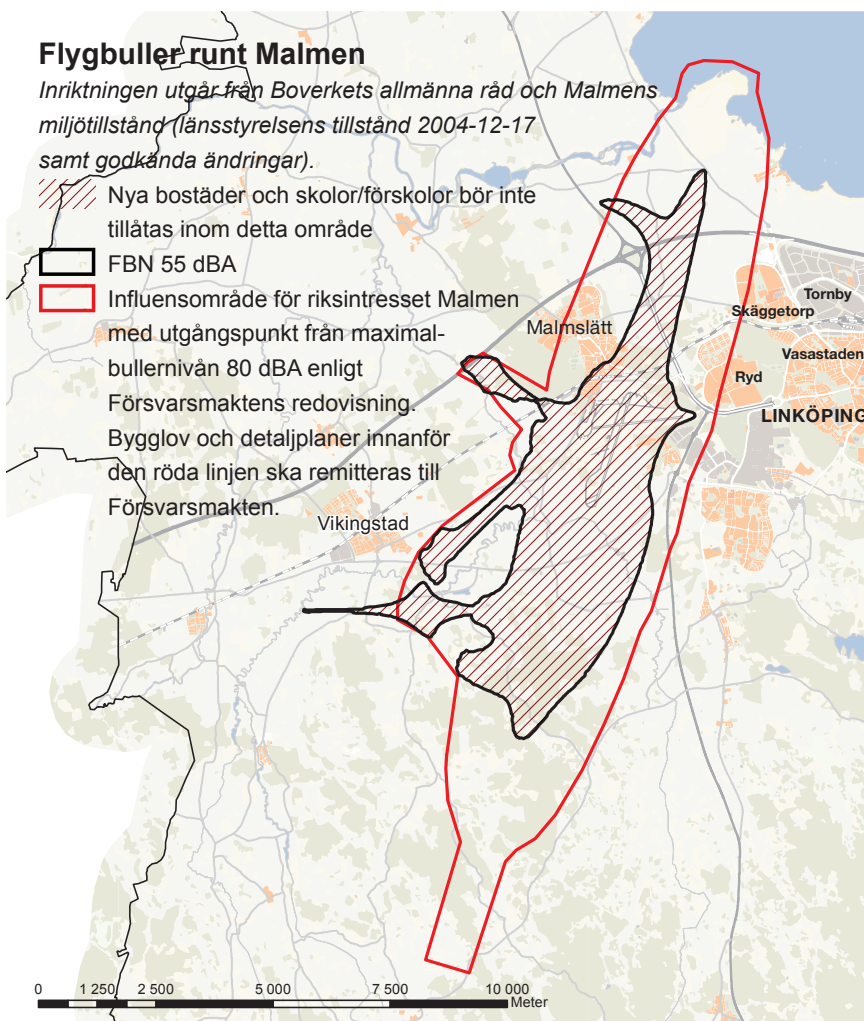 Flygbuller runt Malmen
Inriktningen utgår från Boverkets allmänna råd och Malmens
miljötillstånd (länsstyrelsens tillstånd 2004-12-17
samt godkända ändringar).
Nya bostäder och skolor/förskolor bör inte
tillåtas inom detta område
FBN 55 dBA
Influensområde för riksintresset Malmen
med utgångspunkt från maximal-
bullernivån 80 dBA enligt
Försvarsmaktens redovisning.
Bygglov och detaljplaner innanför
den röda linjen ska remitteras till
Försvarsmakten.
Malmslätt
Tornby
Skäggetorp
Vasastaden
Ryd
LINKÖPING
Vikingstad
0 1 250 2 500 5 000 7 500 10 000
Meter